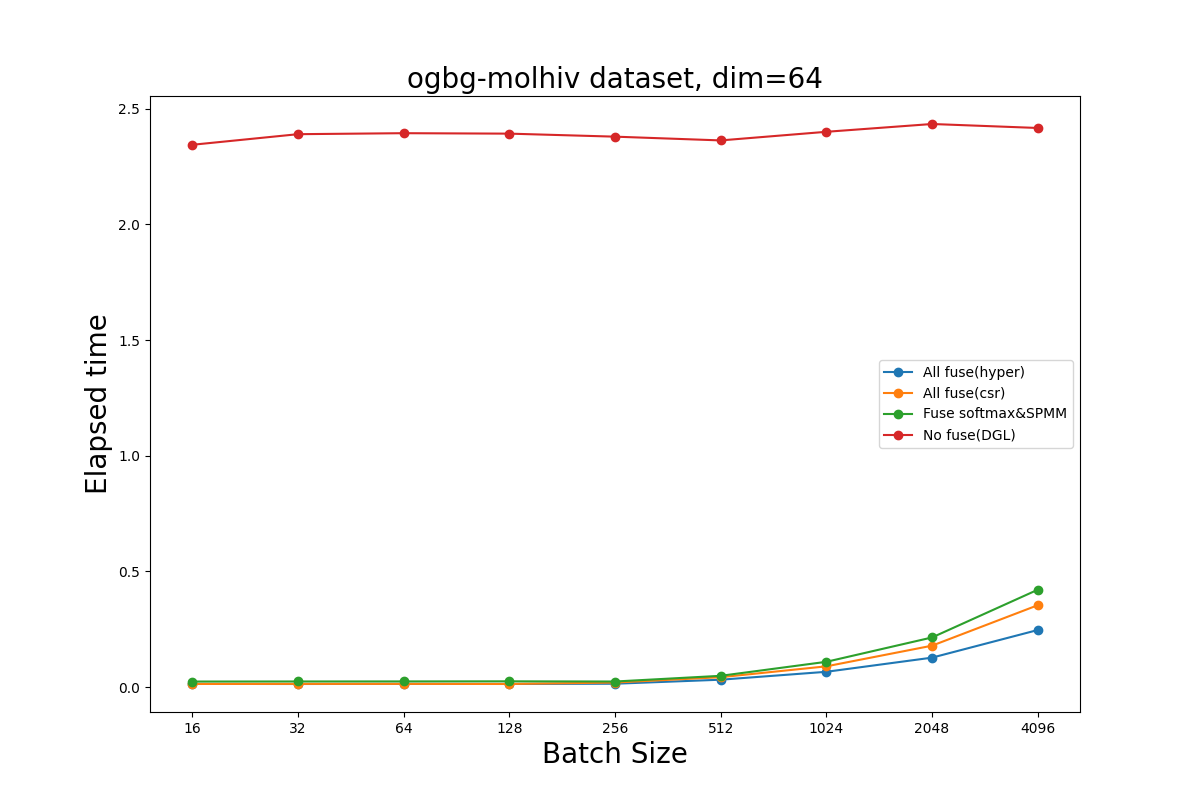 ogbg-molhiv dataset, dim=64
2.5
2.0
1.5
1.0
0.5
0.0
Elapsed time
All fuse(hyper)
All fuse(csr)
Fuse softmax&SPMM
No fuse(DGL)
16 32 64 128 256 512 1024 2048 4096
Batch Size